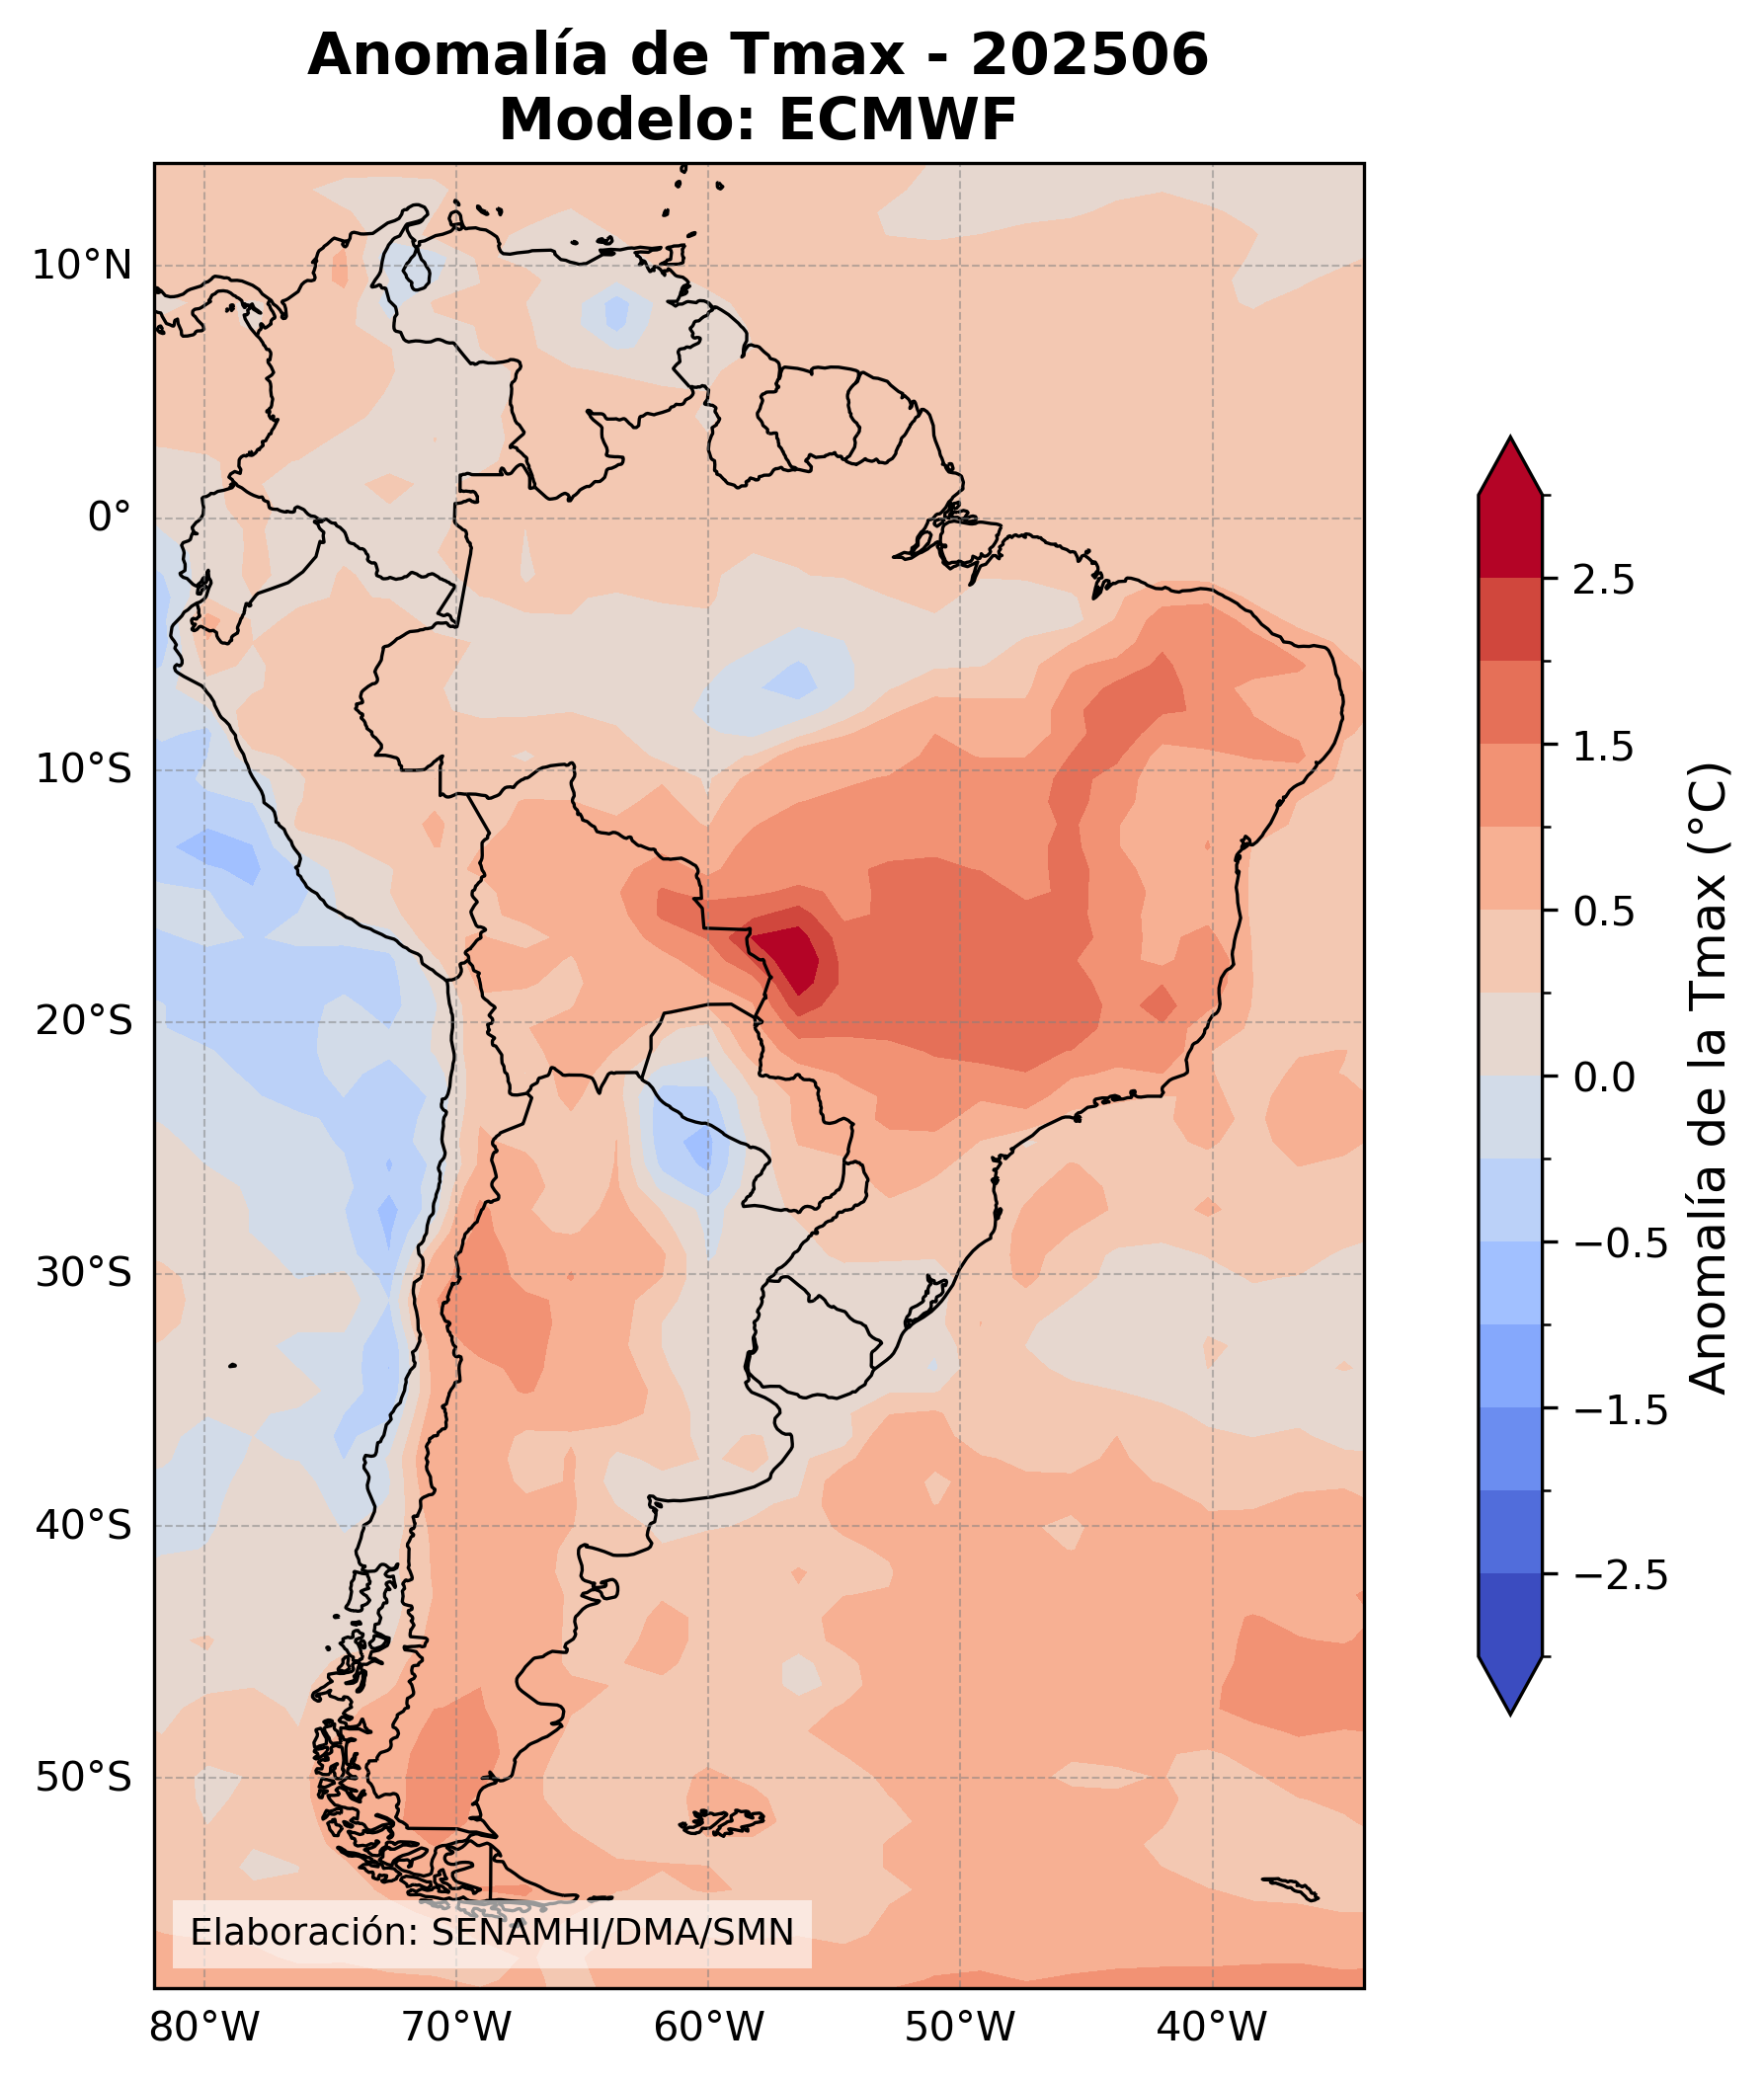 Anomalía de Tmax - 202506
Modelo: ECMWF
10°N
0°
10°S
20°S
30°S
40°S
50°S
80°W
70°W
60°W
50°W
40°W
Elaboración: SENAMHI/DMA/SMN
2.5
1.5
0.5
0.0
−0.5
−1.5
−2.5
Anomalía de la Tmax (°C)